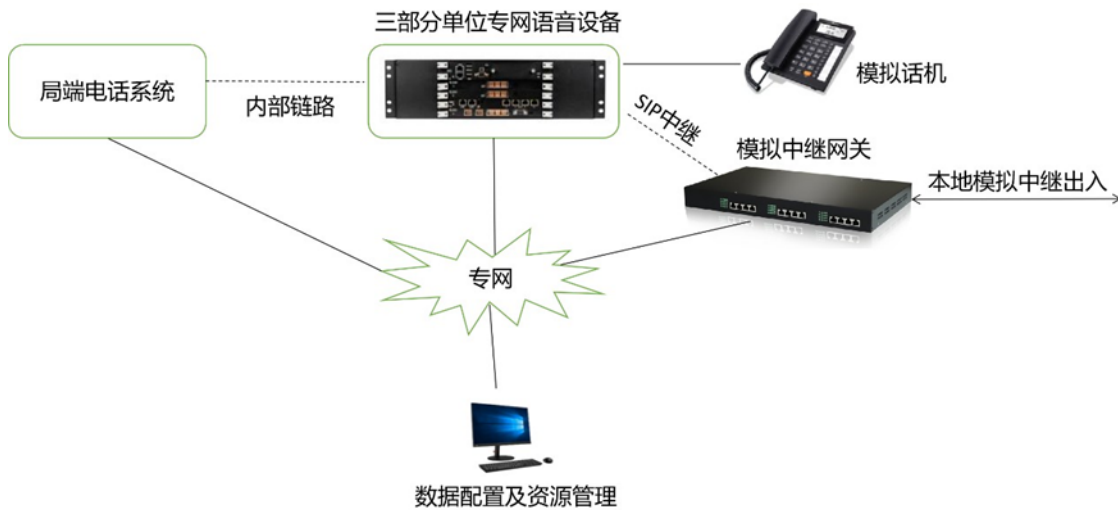 三部分单位专网语音设备
局端电话系统
内部链路
模拟话机
SIP中继
模拟中继网关
本地模拟中继出入
专网
数据配置及资源管理